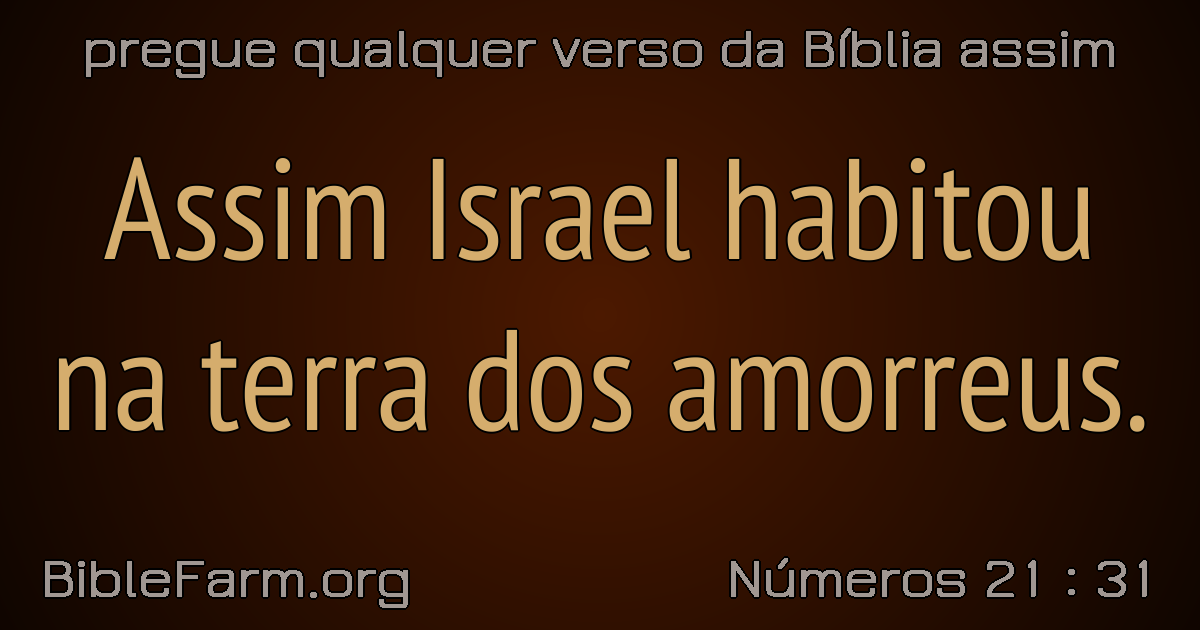 pregue qualquer verso da Bíblia assim
Assim Israel habitou
na terra dos amorreus.
BibleFarm.org
Números 21 : 31